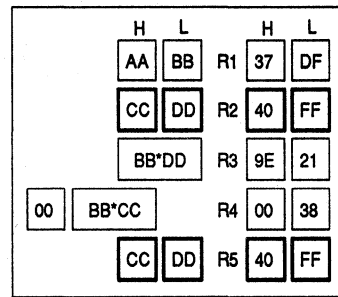 H L H L
AA BB R1 37 DF
CC DD R2 40 FF
BB*DD R3 9E 21
00 BB*CC R4 00 38
CC DD R5 40 FF